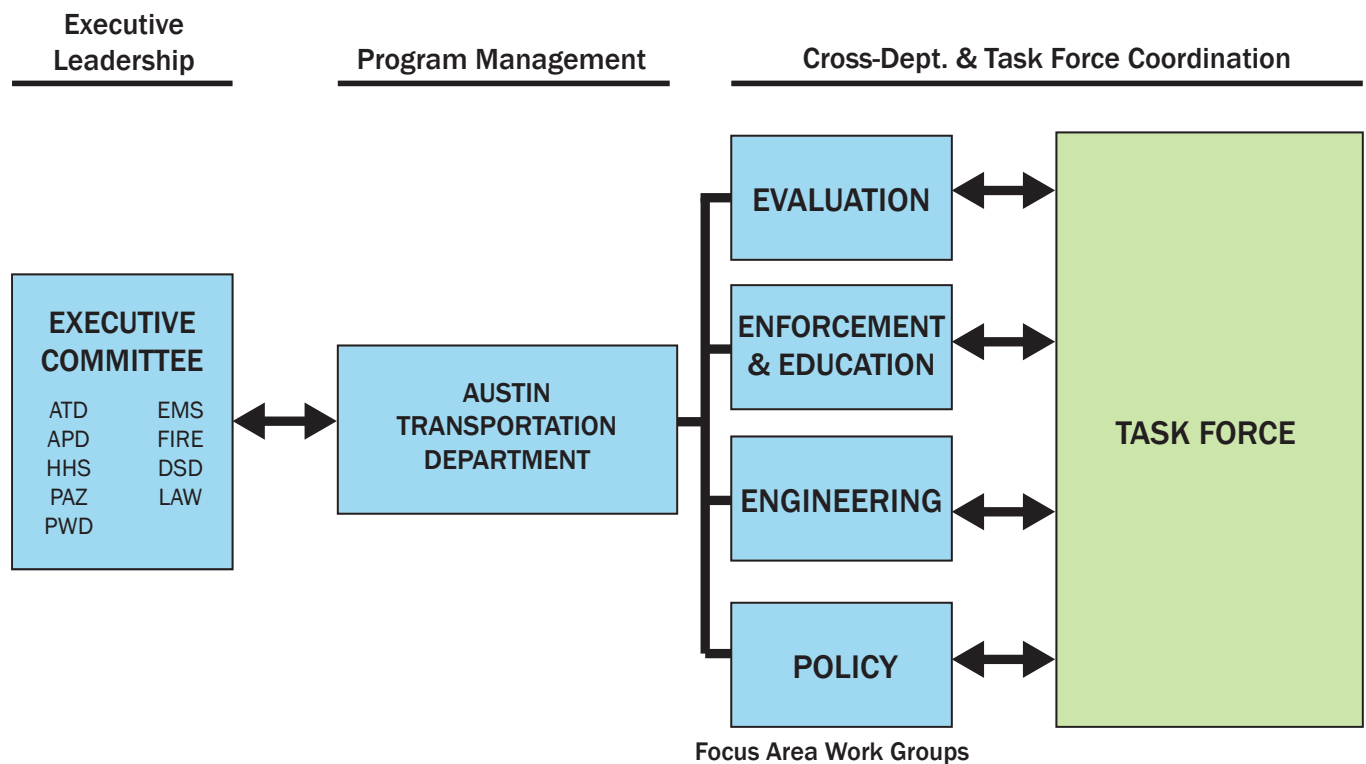 Executive
Leadership
Program Management
Cross-Dept. & Task Force Coordination
EXECUTIVE
COMMITTEE
ATD
APD
HHS
PAZ
PWD
EMS
FIRE
DSD
LAW
AUSTIN
TRANSPORTATION
DEPARTMENT
EVALUATION
ENFORCEMENT
& EDUCATION
ENGINEERING
POLICY
Focus Area Work Groups
TASK FORCE